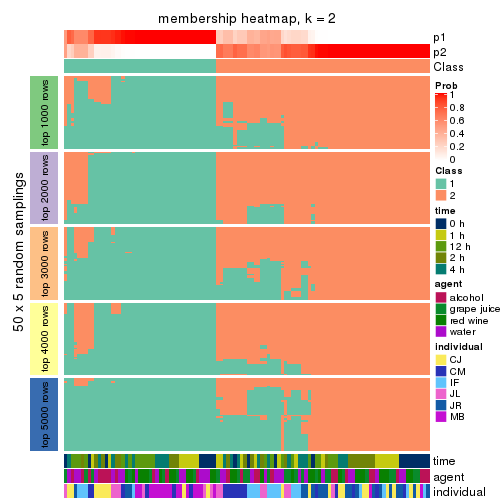 membership heatmap, k = 2
p1
p2
Class
50 x 5 random samplings
top 1000 rows
top 2000 rows
top 3000 rows
top 4000 rows
top 5000 rows
time
agent
individual
Prob
1
0.8
0.6
0.4
0.2
0
Class
1
2
time
0 h
1 h
12 h
2 h
4 h
agent
alcohol
grape juice
red wine
water
individual
CJ
CM
IF
JL
JR
MB